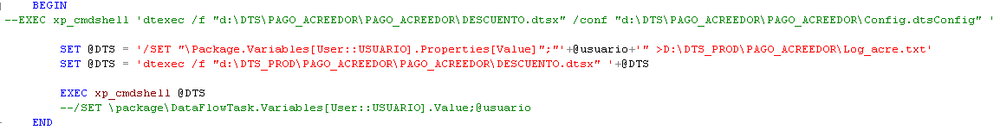 BEGIN
--EXEC xp_cmdshell 'dtexec /f "d:\DTS\PAGO_ACREEDOR\PAGO_ACREEDOR\DESCUENTO.dtsx" /conf "d:\DTS\PAGO_ACREEDOR\PAGO_ACREEDOR\Config.dtsConfig" '
SET @DTS = '/SET "\Package.Variables[User::USUARIO].Properties[Value]";"'+@usuario+'" >D:\DTS_PROD\PAGO_ACREEDOR\Log_acre.txt'
SET @DTS = 'dtexec /f "d:\DTS_PROD\PAGO_ACREEDOR\PAGO_ACREEDOR\DESCUENTO.dtsx" '+@DTS
EXEC xp_cmdshell @DTS
--/SET \package\DataFlowTask.Variables[User::USUARIO].Value;@usuario
END